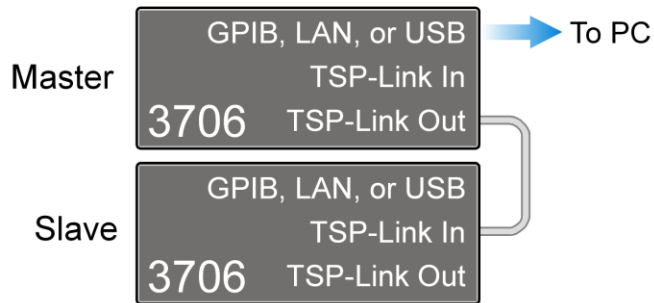 GPIB, LAN, or USB
To PC
Master
TSP-Link In
3706 TSP-Link Out
GPIB, LAN, or USB
Slave
TSP-Link In
3706 TSP-Link Out